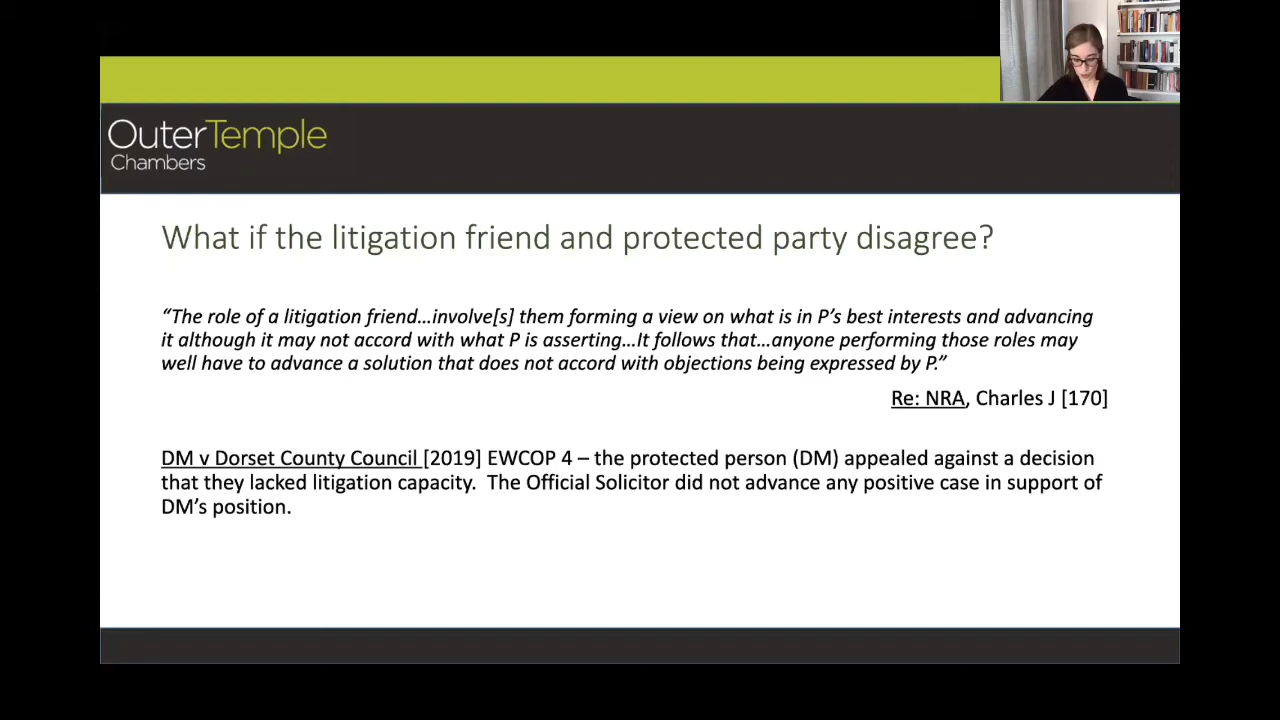 OuterTemple
Chambers
What if the litigation friend and protected party disagree?
“The role of a litigation friend…involve[s] them forming a view on what is in P’s best interests and advancing
it although it may not accord with what P is asserting…It follows that…anyone performing those roles may
well have to advance a solution that does not accord with objections being expressed by P.”
Re: NRA, Charles J [170]
DM v Dorset County Council [2019] EWCOP 4 – the protected person (DM) appealed against a decision
that they lacked litigation capacity.  The Official Solicitor did not advance any positive case in support of
DM’s position.